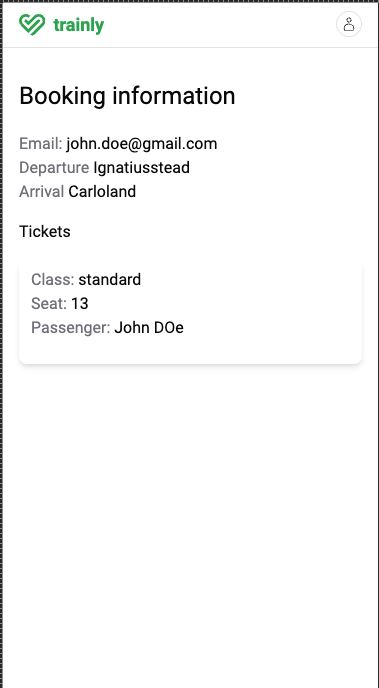 trainly
Booking information
Email: john.doe@gmail.com
Departure Ignatiusstead
Arrival Carloland
Tickets
Class: standard
Seat: 13
Passenger: John DOe